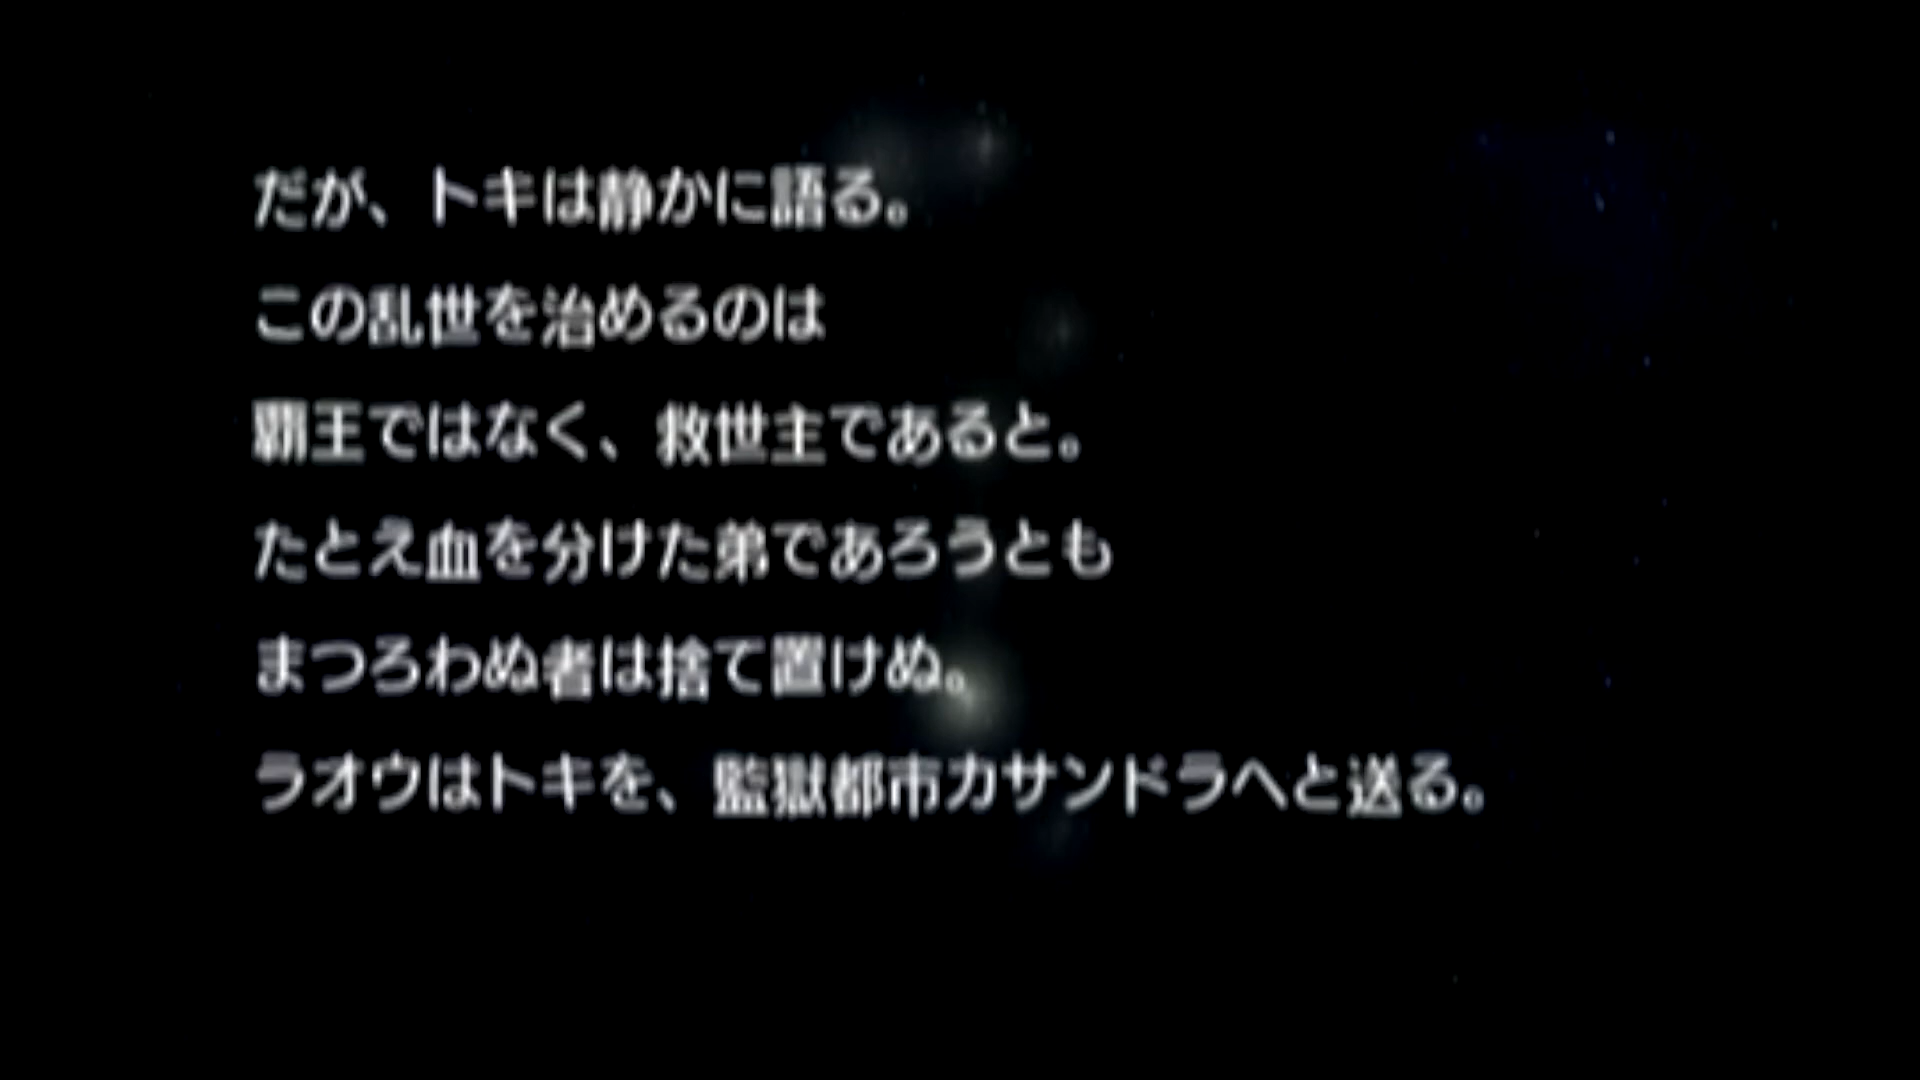 だが、トキは静かに語る。
この乱世を治めるのは
覇王ではなく、救世主であると。
たとえ血を分けた弟であろうとも
まつろわぬ者は捨て置けぬ。
ラオウはトキを、監獄都市カサンドラへと送る。